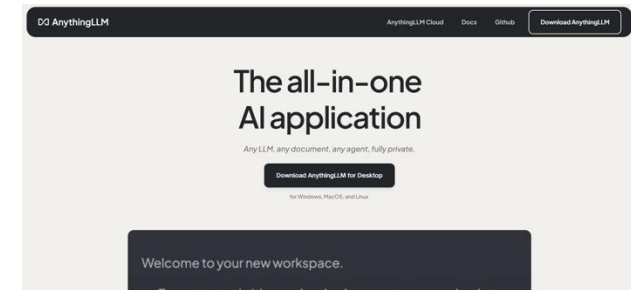 AnythingLLM
AnythingLLM Cloud Docs Github Download AnythingLLM
The all-in-one
AI application
Any LLM, any document, any agent, fully private.
Download AnythingLLM for Desktop
for Windows, MacOS, and Linux
Welcome to your new workspace.